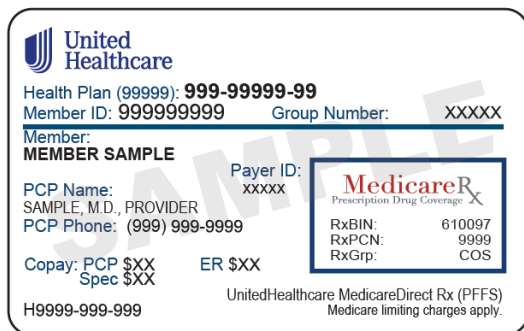 United
Healthcare
Health Plan (99999): 999-99999-99
Member ID: 999999999 Group Number: XXXXX
Member:
MEMBER SAMPLE
Payer ID:
XXXXX
PCP Name:
SAMPLE, M.D., PROVIDER
PCP Phone: (999) 999-9999
Copay: PCP $XX ER $XX
Spec $XX
MedicareRx
Prescription Drug Coverage
RxBIN: 610097
RxPCN: 9999
RxGrp: COS
UnitedHealthcare MedicareDirect Rx (PFFS)
H9999-999-999 Medicare limiting charges apply.
SAMPLE